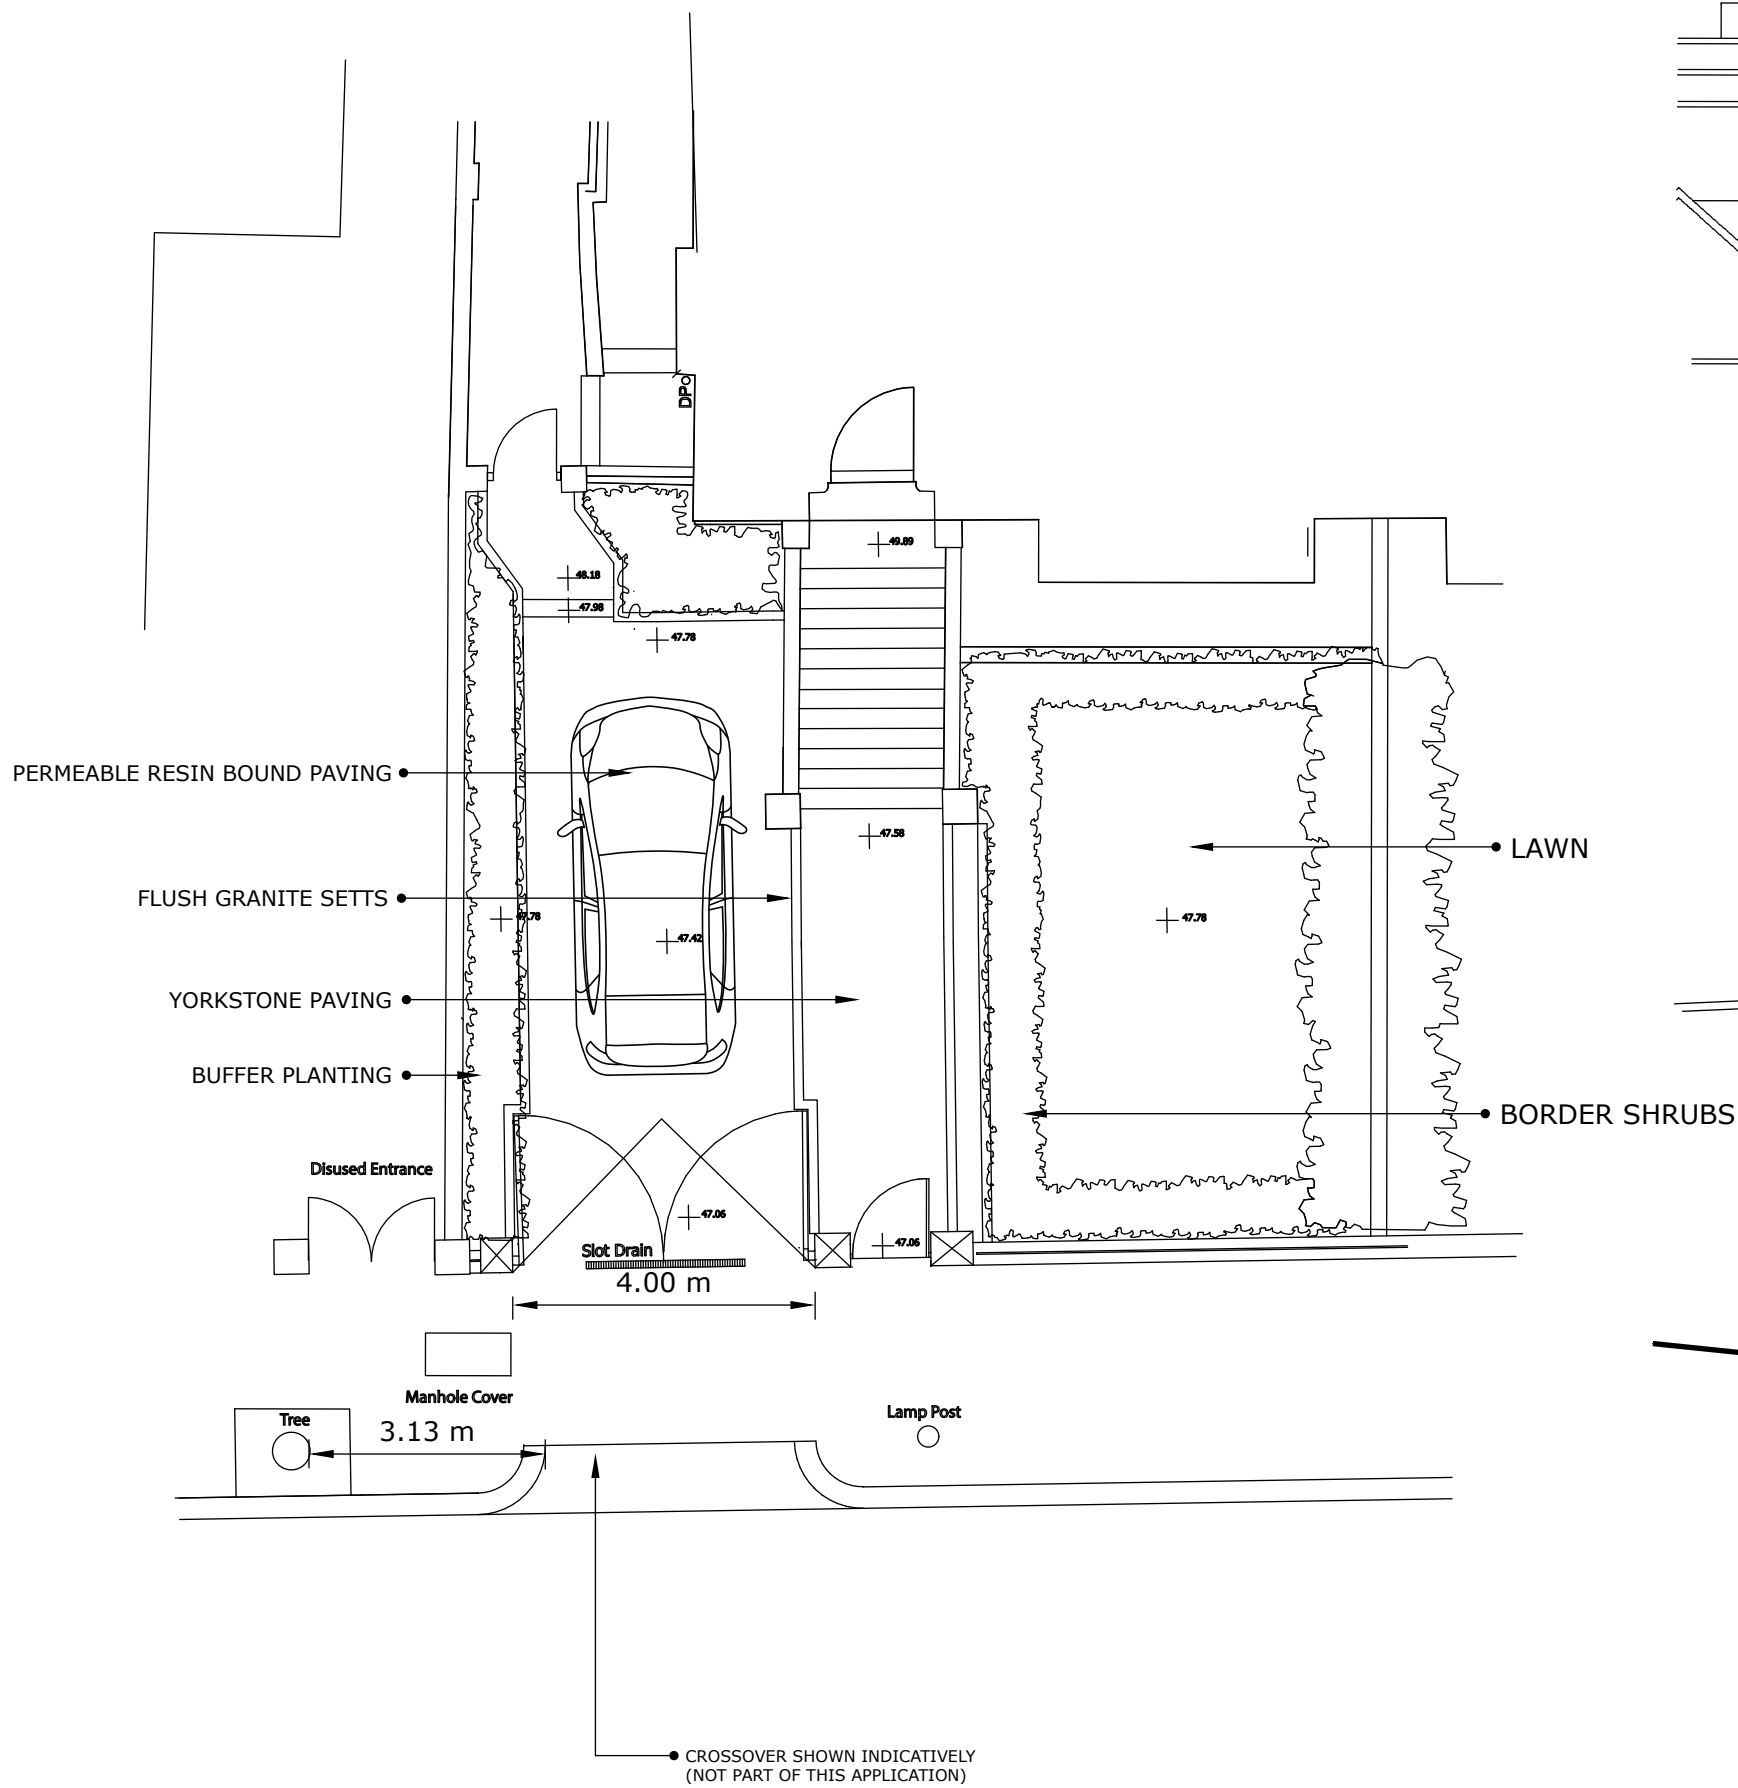 DPo
49.89
48.18
47.98
47.78
PERMEABLE RESIN BOUND PAVING
47.58
LAWN
FLUSH GRANITE SETTS
47.78
47.78
47.42
YORKSTONE PAVING
BUFFER PLANTING
BORDER SHRUBS
Disused Entrance
47.06
47.06
Slot Drain
4.00 m
Manhole Cover
Tree
3.13 m
Lamp Post
CROSSOVER SHOWN INDICATIVELY
(NOT PART OF THIS APPLICATION)